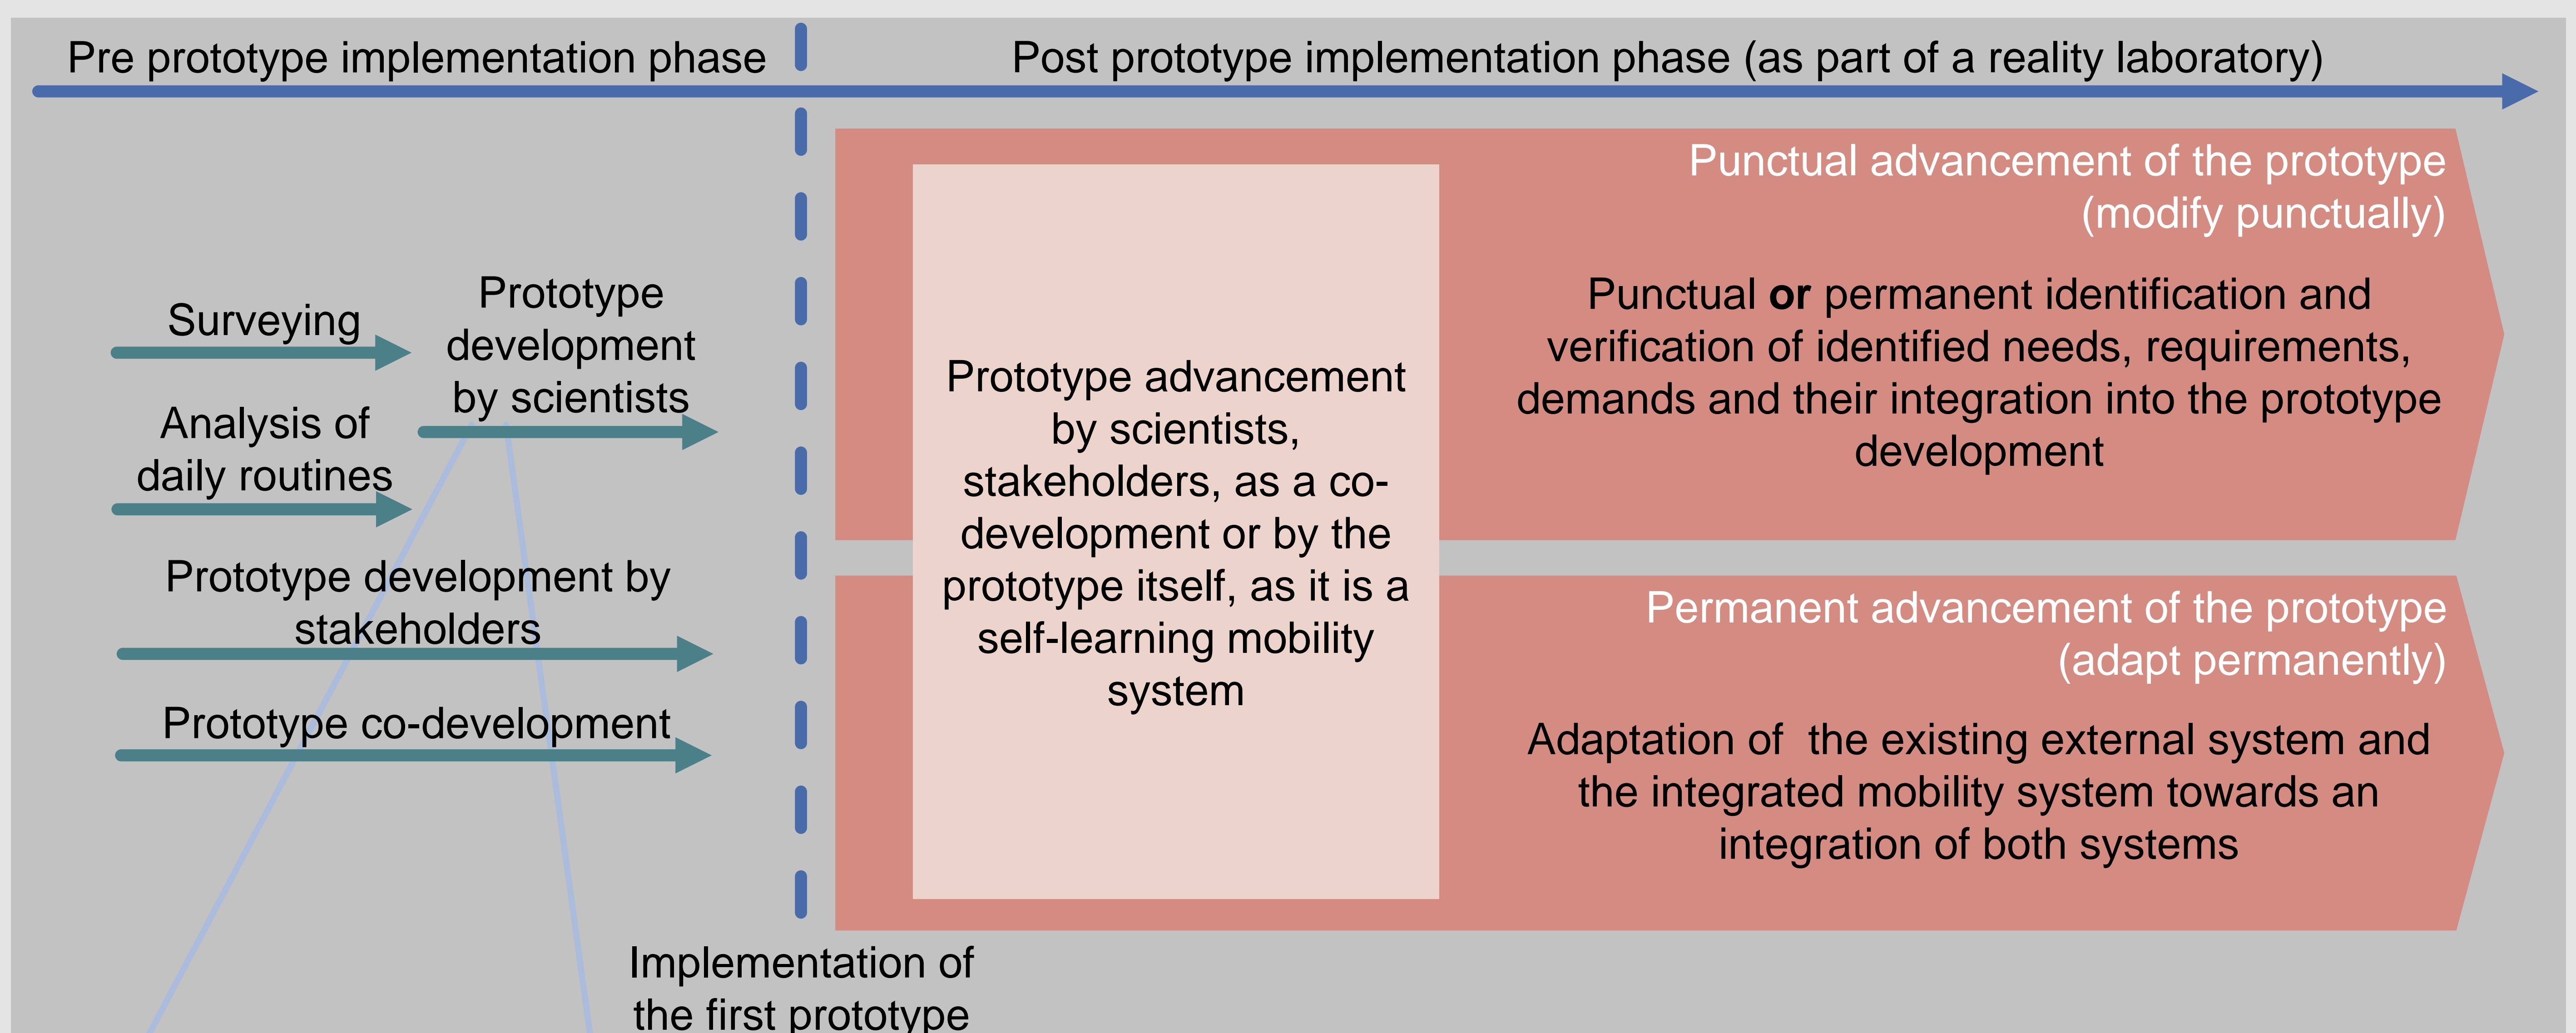 Pre prototype implementation phase
Post prototype implementation phase (as part of a reality laboratory)
Surveying
Analysis of
daily routines
Prototype
development
by scientists
Prototype development by
stakeholders
Prototype co-development
Implementation of
the first prototype
Prototype advancement
by scientists,
stakeholders, as a co-
development or by the
prototype itself, as it is a
self-learning mobility
system
Punctual advancement of the prototype
(modify punctually)
Punctual or permanent identification and
verification of identified needs, requirements,
demands and their integration into the prototype
development
Permanent advancement of the prototype
(adapt permanently)
Adaptation of  the existing external system and
the integrated mobility system towards an
integration of both systems